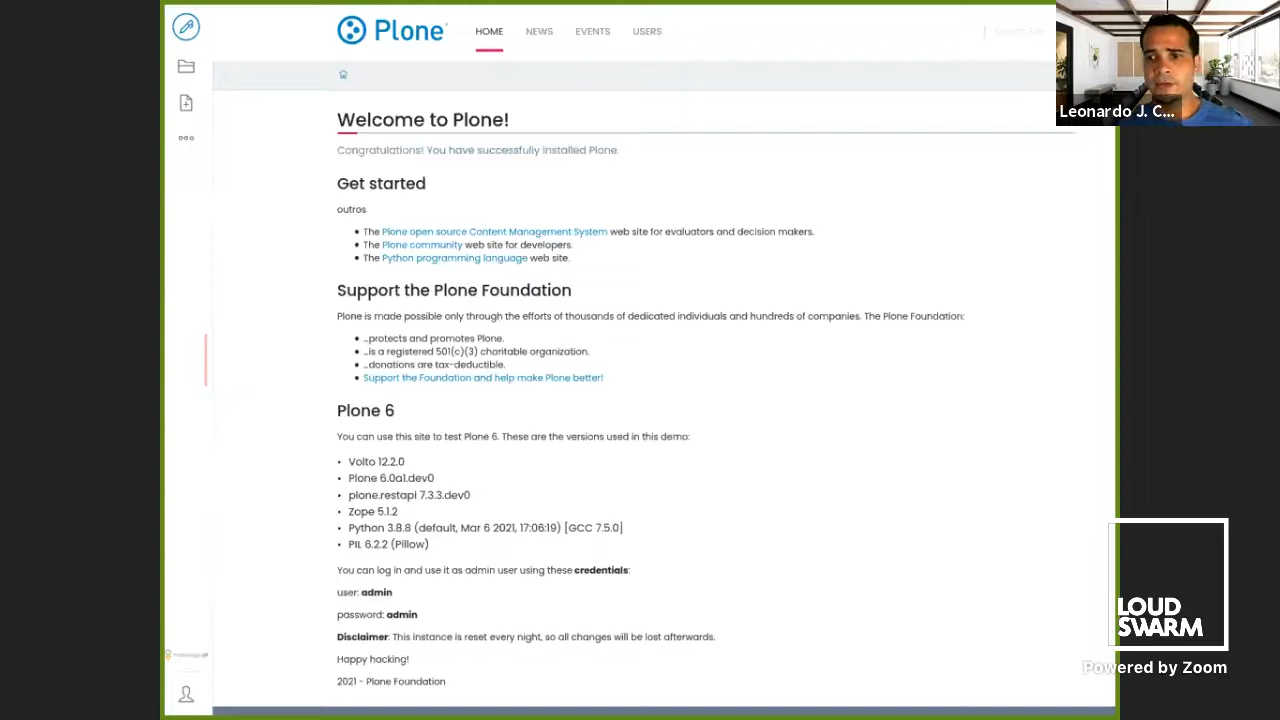 Plone
HOME NEWS EVENTS USERS
Leonardo J. C...
Welcome to Plone!
Congratulations! You have successfully installed Plone.
Get started
outros
• The Plone open source Content Management System web site for evaluators and decision makers.
• The Plone community web site for developers.
• The Python programming language web site.
Support the Plone Foundation
Plone is made possible only through the efforts of thousands of dedicated individuals and hundreds of companies. The Plone Foundation:
• ...protects and promotes Plone.
• ...is a registered 501(c)(3) charitable organization.
• ...donations are tax-deductible.
• Support the Foundation and help make Plone better!
Plone 6
You can use this site to test Plone 6. These are the versions used in this demo:
• Volto 12.2.0
• Plone 6.0a1.dev0
• plone.restapi 7.3.3.dev0
• Zope 5.1.2
• Python 3.8.8 (default, Mar 6 2021, 17:06:19) [GCC 7.5.0]
• PIL 6.2.2 (Pillow)
You can log in and use it as admin user using these credentials:
user: admin
password: admin
Disclaimer: This instance is reset every night, so all changes will be lost afterwards.
Happy hacking!
2021 - Plone Foundation
LOUD
SWARM
Powered by Zoom